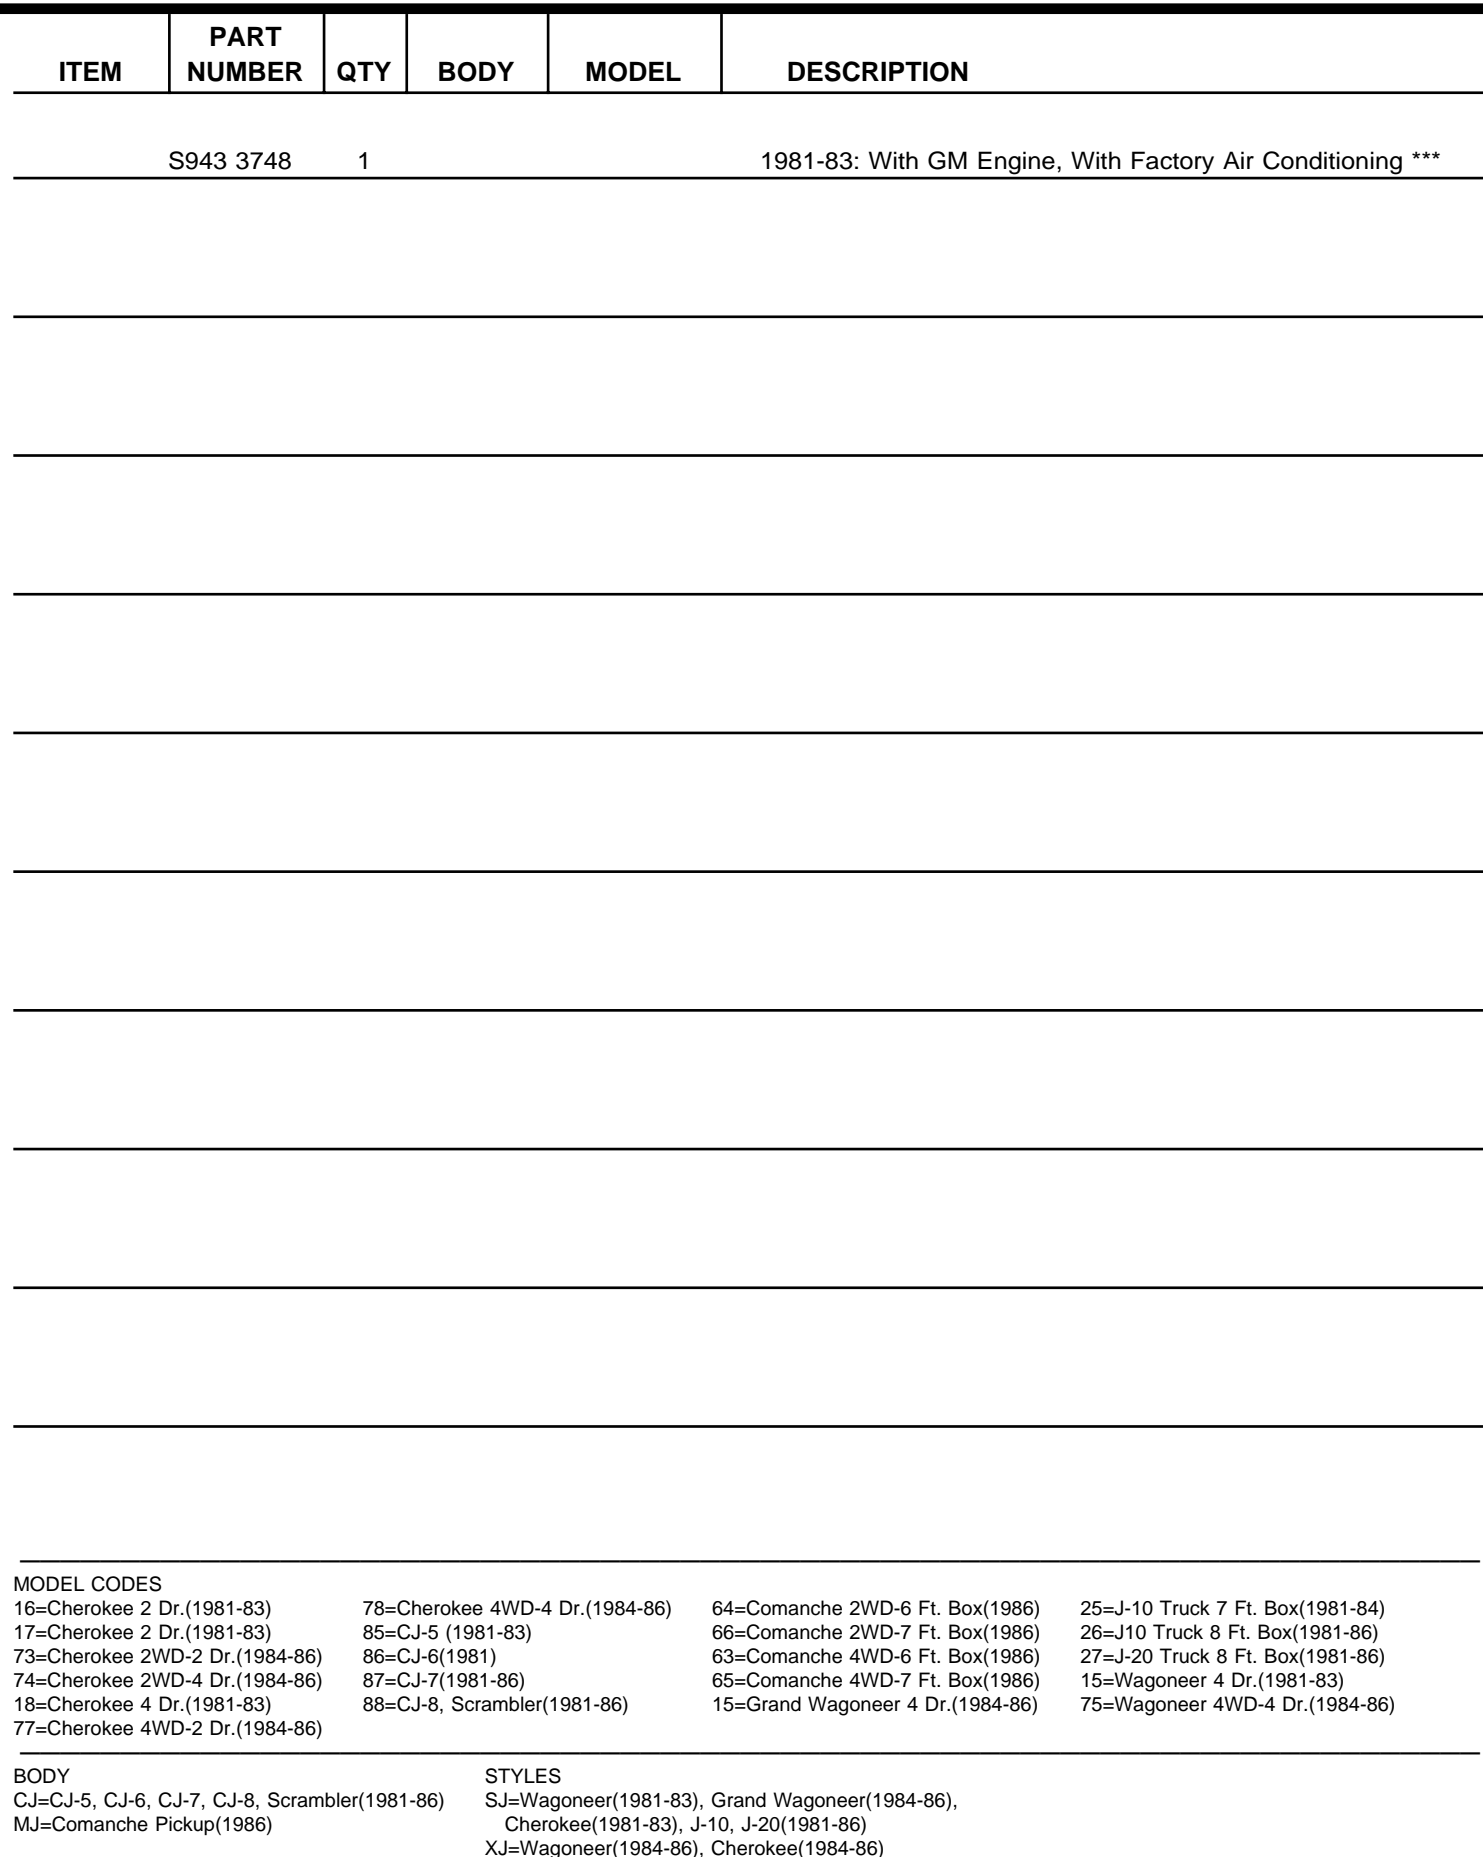 ITEM PART NUMBER QTY BODY MODEL DESCRIPTION
S943 3748 1 1981-83: With GM Engine, With Factory Air Conditioning ***
MODEL CODES
16=Cherokee 2 Dr.(1981-83) 78=Cherokee 4WD-4 Dr.(1984-86) 64=Comanche 2WD-6 Ft. Box(1986) 25=J-10 Truck 7 Ft. Box(1981-84)
17=Cherokee 2 Dr.(1981-83) 85=CJ-5 (1981-83) 66=Comanche 2WD-7 Ft. Box(1986) 26=J10 Truck 8 Ft. Box(1981-86)
73=Cherokee 2WD-2 Dr.(1984-86) 86=CJ-6(1981) 63=Comanche 4WD-6 Ft. Box(1986) 27=J-20 Truck 8 Ft. Box(1981-86)
74=Cherokee 2WD-4 Dr.(1984-86) 87=CJ-7(1981-86) 65=Comanche 4WD-7 Ft. Box(1986) 15=Wagoneer 4 Dr.(1981-83)
18=Cherokee 4 Dr.(1981-83) 88=CJ-8, Scrambler(1981-86) 15=Grand Wagoneer 4 Dr.(1984-86) 75=Wagoneer 4WD-4 Dr.(1984-86)
77=Cherokee 4WD-2 Dr.(1984-86)
BODY STYLES
CJ=CJ-5, CJ-6, CJ-7, CJ-8, Scrambler(1981-86) SJ=Wagoneer(1981-83), Grand Wagoneer(1984-86),
MJ=Comanche Pickup(1986) Cherokee(1981-83), J-10, J-20(1981-86)
XJ=Wagoneer(1984-86), Cherokee(1984-86)